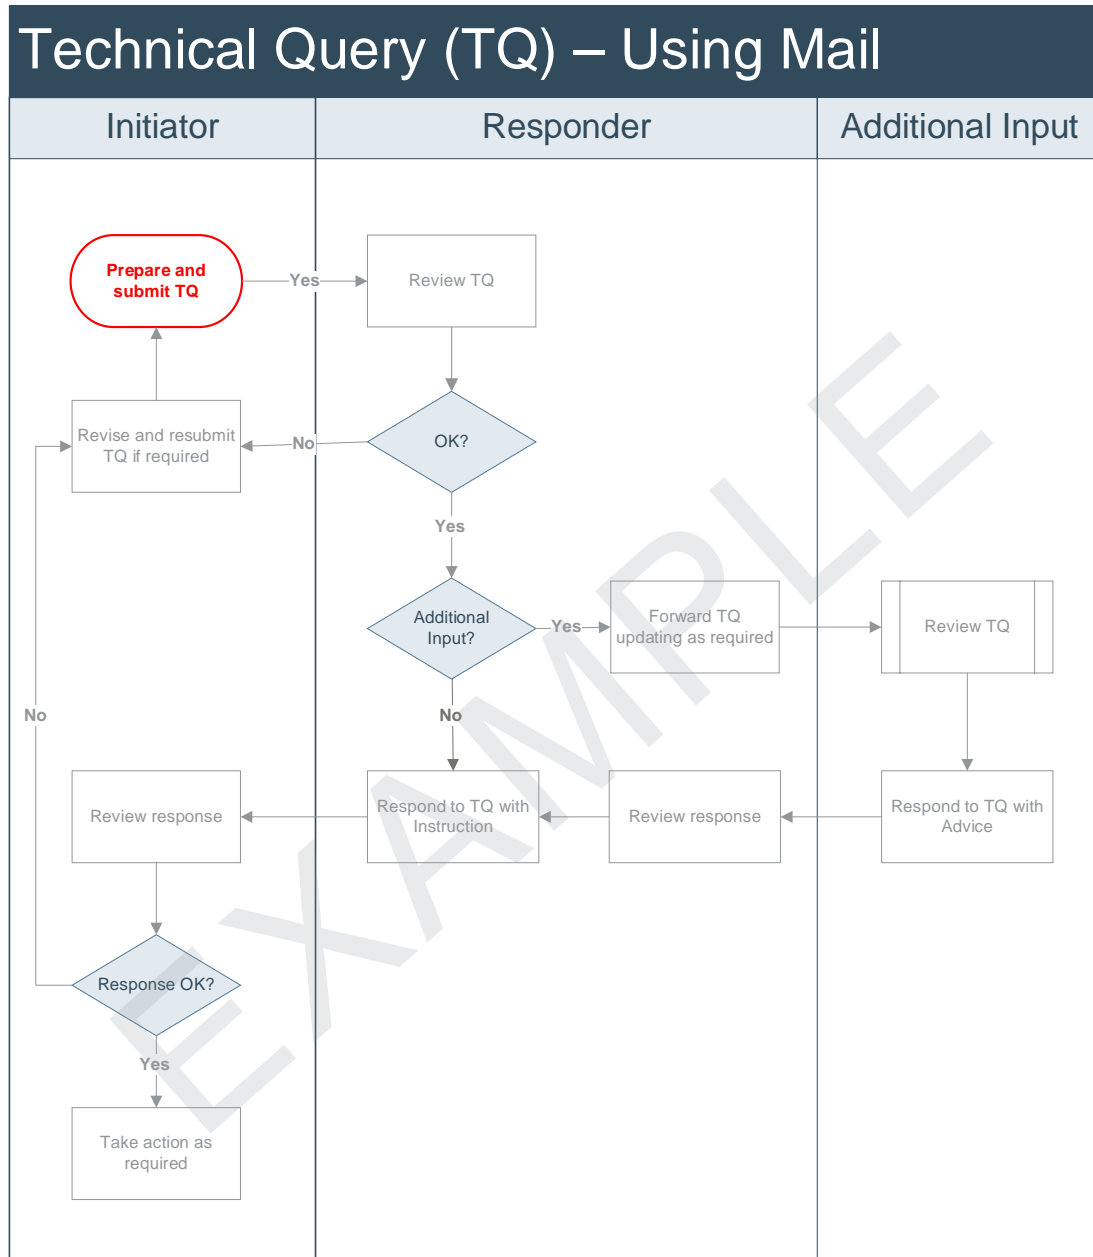 Technical Query (TQ) – Using Mail
Initiator
Responder
Additional Input
Prepare and
submit TQ
Yes
Review TQ
Revise and resubmit
TQ if required
No
OK?
Yes
Additional
Input?
Yes
Forward TQ
updating as required
Review TQ
No
No
Review response
Respond to TQ with
Instruction
Review response
Respond to TQ with
Advice
Response OK?
Yes
Take action as
required
EXAMPLE